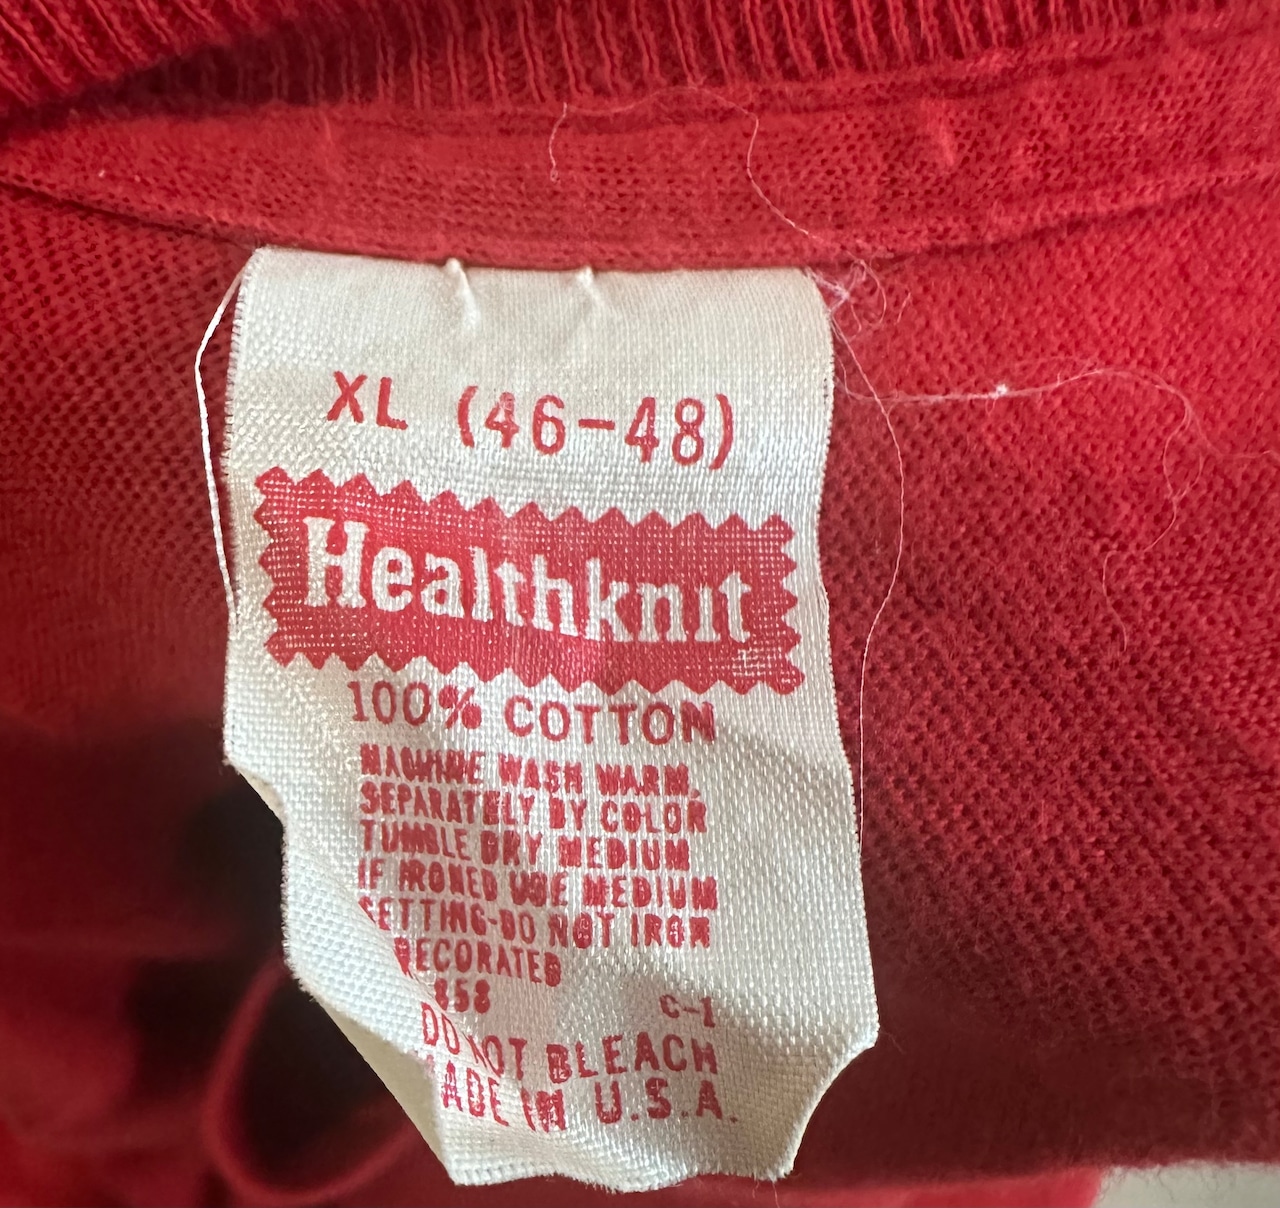 XL (46-48)
Healthknit
100% COTTON
MACHINE WASH WARM,
SEPARATELY BY COLOR
TUMBLE DRY MEDIUM
IF IRONED USE MEDIUM
SETTING-DO NOT IRON
DECORATED
858 C-1
DO NOT BLEACH
MADE IN U.S.A.